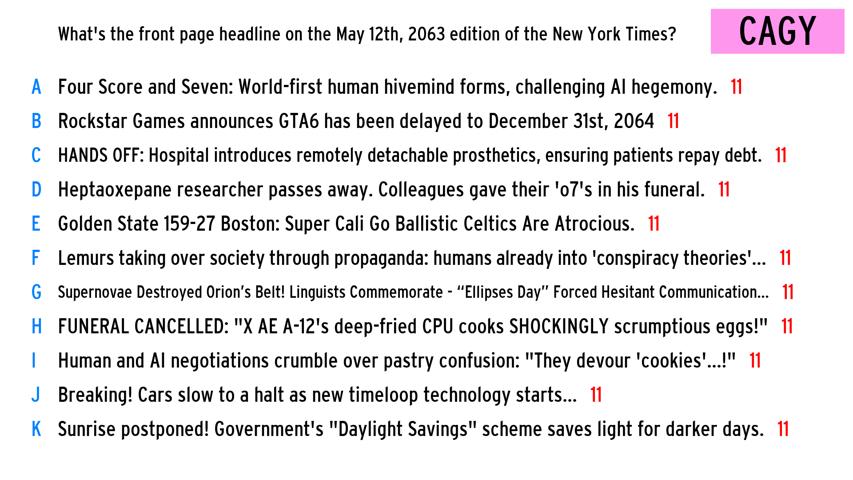 What's the front page headline on the May 12th, 2063 edition of the New York Times?
CAGY
A Four Score and Seven: World-first human hivemind forms, challenging AI hegemony. 11
B Rockstar Games announces GTA6 has been delayed to December 31st, 2064 11
C HANDS OFF: Hospital introduces remotely detachable prosthetics, ensuring patients repay debt. 11
D Heptaoxepane researcher passes away. Colleagues gave their 'o7's in his funeral. 11
E Golden State 159-27 Boston: Super Cali Go Ballistic Celtics Are Atrocious. 11
F Lemurs taking over society through propaganda: humans already into 'conspiracy theories'... 11
G Supernovae Destroyed Orion's Belt! Linguists Commemorate - “Ellipses Day” Forced Hesitant Communication... 11
H FUNERAL CANCELLED: "X AE A-12's deep-fried CPU cooks SHOCKINGLY scrumptious eggs!" 11
I Human and AI negotiations crumble over pastry confusion: "They devour 'cookies'...!" 11
J Breaking! Cars slow to a halt as new timeloop technology starts... 11
K Sunrise postponed! Government's "Daylight Savings" scheme saves light for darker days. 11